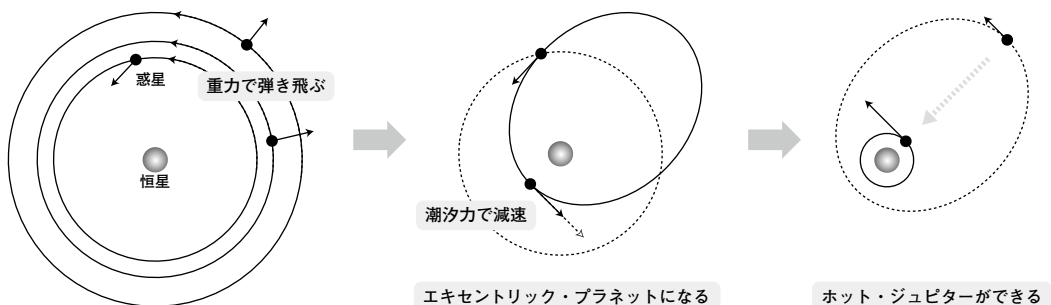 惑星
重力で弾き飛ぶ
恒星
潮汐力で減速
エキセントリック・プラネットになる
ホット・ジュピターができる